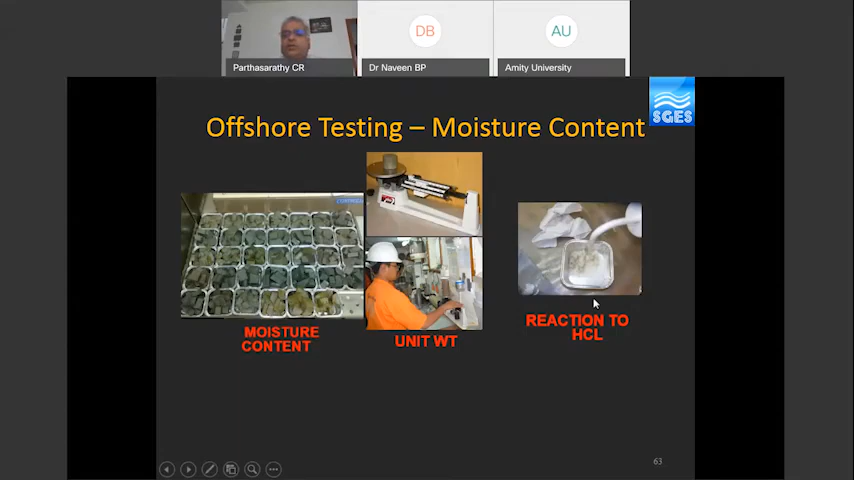 DB
AU
Parthasarathy CR
Dr Naveen BP
Amity University
SGES
Offshore Testing – Moisture Content
MOISTURE
CONTENT
UNIT WT
REACTION TO
HCL
63